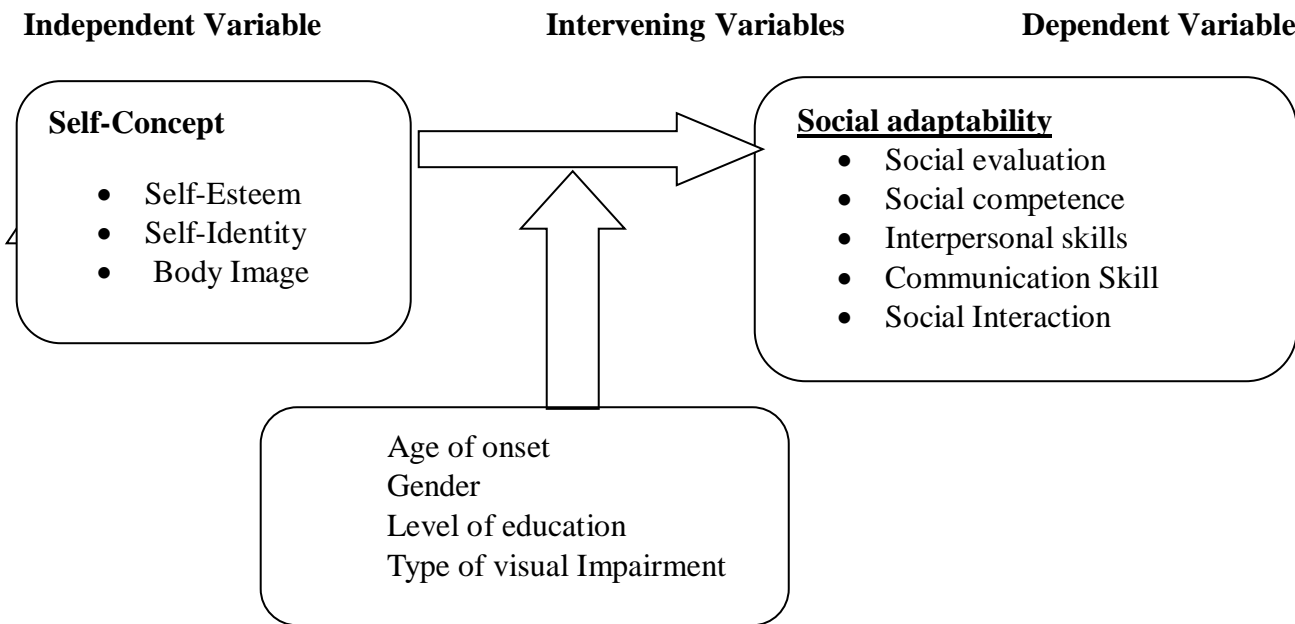 Independent Variable Intervening Variables Dependent Variable
Self-Concept
• Self-Esteem
• Self-Identity
• Body Image
Social adaptability
• Social evaluation
• Social competence
• Interpersonal skills
• Communication Skill
• Social Interaction
Age of onset
Gender
Level of education
Type of visual Impairment